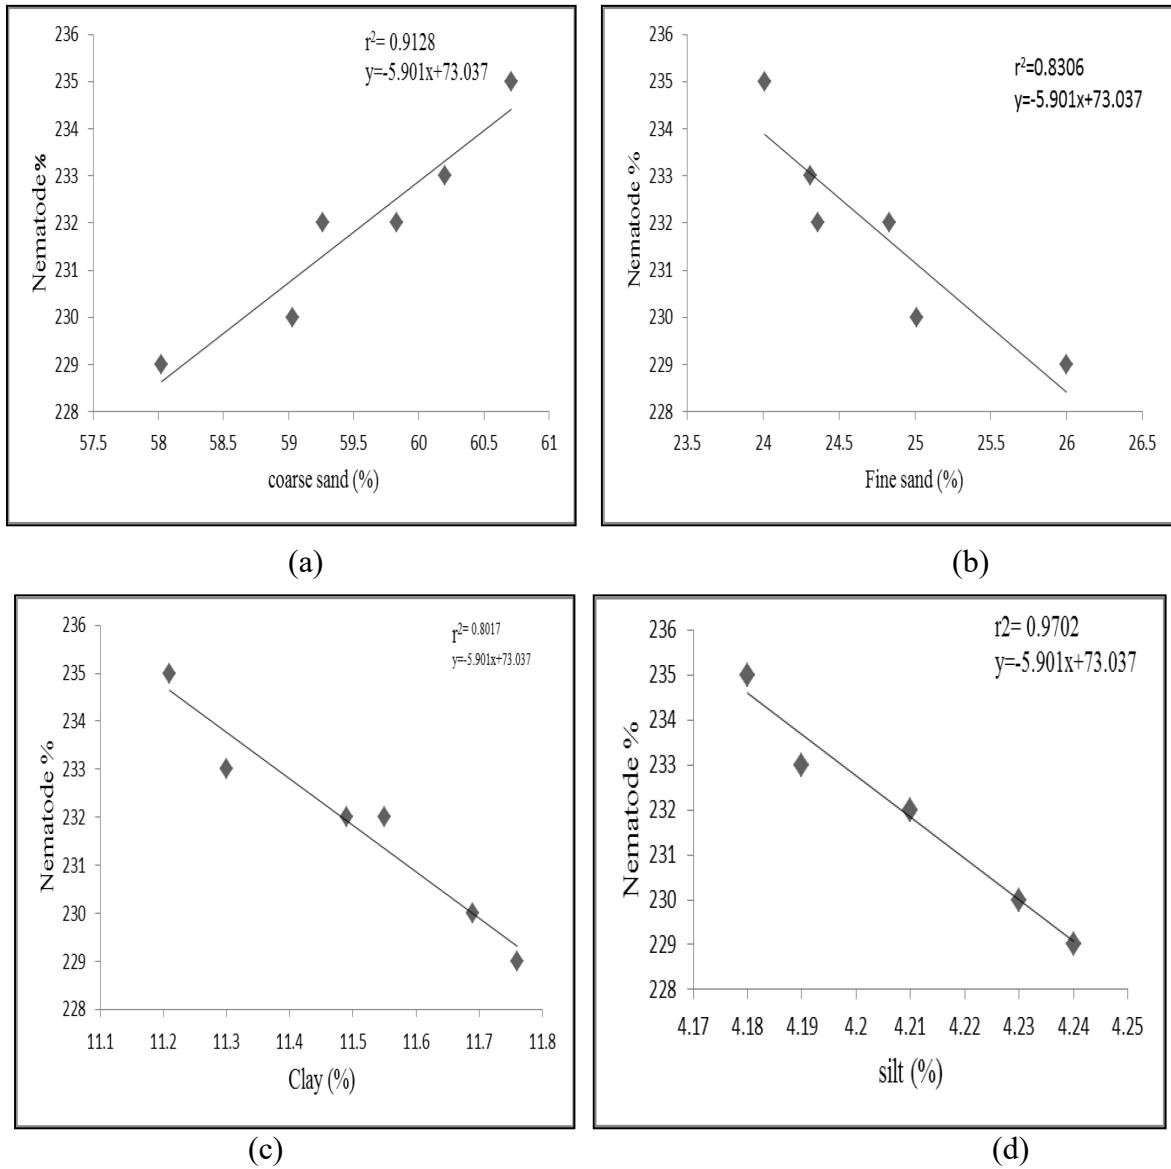 r²= 0.9128
y=-5.901x+73.037
236
235
234
233
232
231
230
229
228
Nematode %
57.5 58 58.5 59 59.5 60 60.5 61
coarse sand (%)
(a)
r²=0.8306
y=-5.901x+73.037
236
235
234
233
232
231
230
229
228
Nematode %
23.5 24 24.5 25 25.5 26 26.5
Fine sand (%)
(b)
r²= 0.8017
y=-5.901x+73.037
236
235
234
233
232
231
230
229
228
Nematode %
11.1 11.2 11.3 11.4 11.5 11.6 11.7 11.8
Clay (%)
(c)
r2= 0.9702
y=-5.901x+73.037
236
235
234
233
232
231
230
229
228
Nematode %
4.17 4.18 4.19 4.2 4.21 4.22 4.23 4.24 4.25
silt (%)
(d)